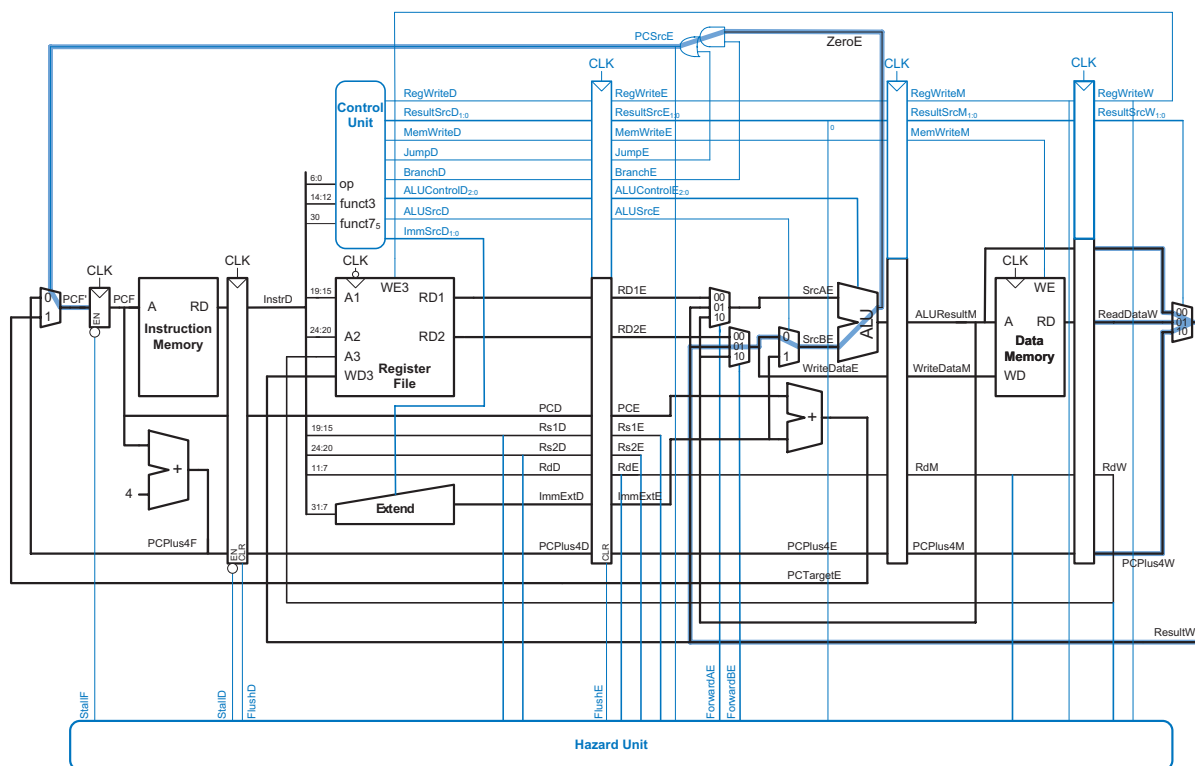 PCSrcE
ZeroE
CLK
CLK
CLK
Control
Unit
RegWriteD
RegWriteE
RegWriteM
RegWriteW
ResultSrcD1:0
ResultSrcE1:0
ResultSrcM1:0
ResultSrcW1:0
0
MemWriteD
MemWriteE
MemWriteM
JumpD
JumpE
BranchD
BranchE
ALUControlD2:0
ALUControlE2:0
ALUSrcD
ALUSrcE
ImmSrcD1:0
6:0
op
14:12
funct3
30
funct75
CLK
CLK
CLK
CLK
0
1
PCF'
EN
PCF
A
RD
Instruction
Memory
InstrD
19:15
A1
WE3
RD1
24:20
A2
RD2
A3
WD3
Register
File
RD1E
RD2E
00
01
10
00
01
10
SrcAE
0
1
SrcBE
ALU
WriteDataE
ALUResultM
WriteDataM
A
RD
WE
Data
Memory
WD
ReadDataW
00
01
10
PCD
PCE
19:15
Rs1D
Rs1E
24:20
Rs2D
Rs2E
11:7
RdD
RdE
RdM
RdW
+
+
4
31:7
Extend
ImmExtD
ImmExtE
PCPlus4F
EN
CLR
PCPlus4D
CLR
PCPlus4E
PCPlus4M
PCPlus4W
PCTargetE
ResultW
StallF
StallD
FlushD
FlushE
ForwardAE
ForwardBE
Hazard Unit